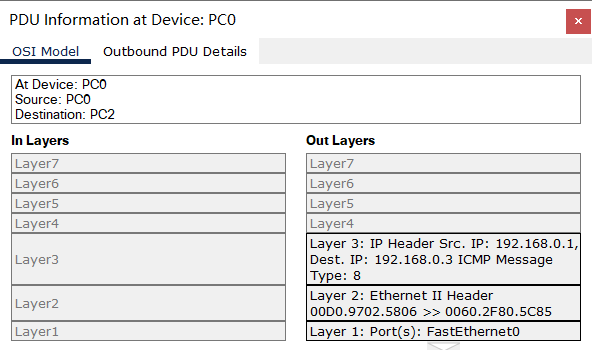 PDU Information at Device: PC0
×
OSI Model
Outbound PDU Details
At Device: PC0
Source: PC0
Destination: PC2
In Layers
Layer7
Layer6
Layer5
Layer4
Layer3
Layer2
Layer1
Out Layers
Layer7
Layer6
Layer5
Layer4
Layer 3: IP Header Src. IP: 192.168.0.1,
Dest. IP: 192.168.0.3 ICMP Message
Type: 8
Layer 2: Ethernet II Header
00D0.9702.5806 >> 0060.2F80.5C85
Layer 1: Port(s): FastEthernet0